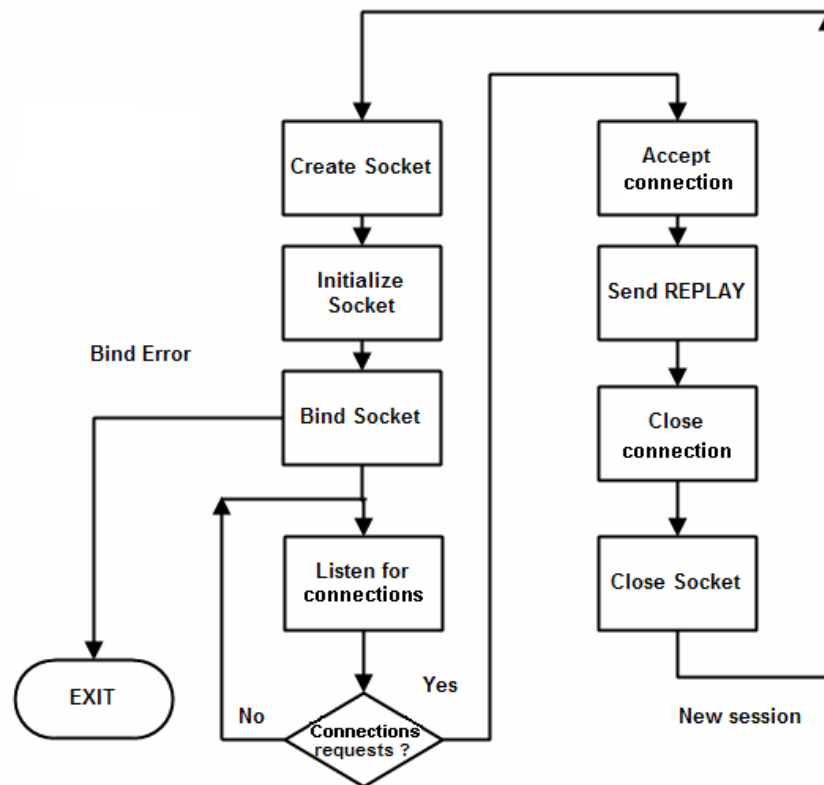 Create Socket
Initialize
Socket
Bind Error
Bind Socket
Listen for
connections
EXIT
No
Yes
Connections
requests ?
Accept
connection
Send REPLAY
Close
connection
Close Socket
New session